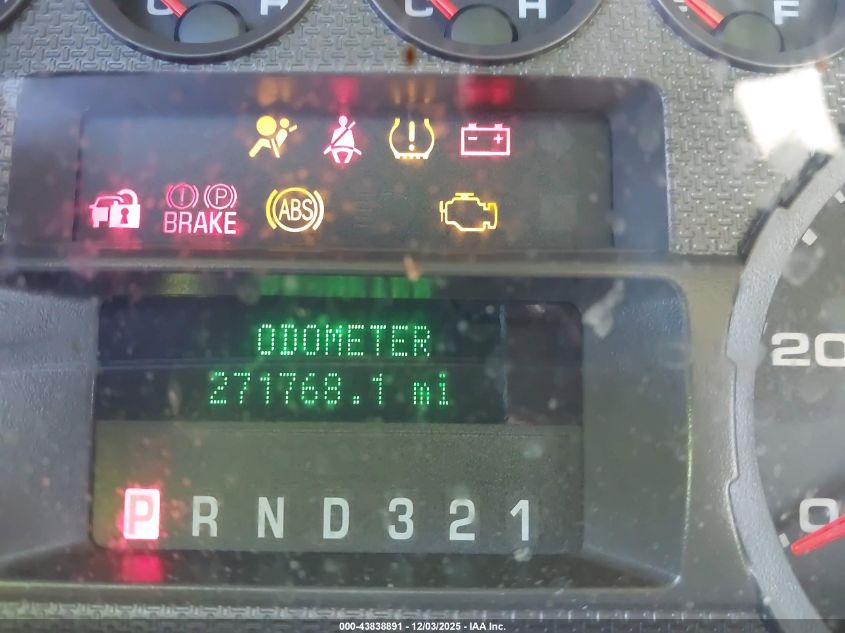 C H C H F
! P
BRAKE ABS
20
ODOMETER
271768.1 mi
P R N D 3 2 1
0
000-43838891 - 12/03/2025 - IAA Inc.